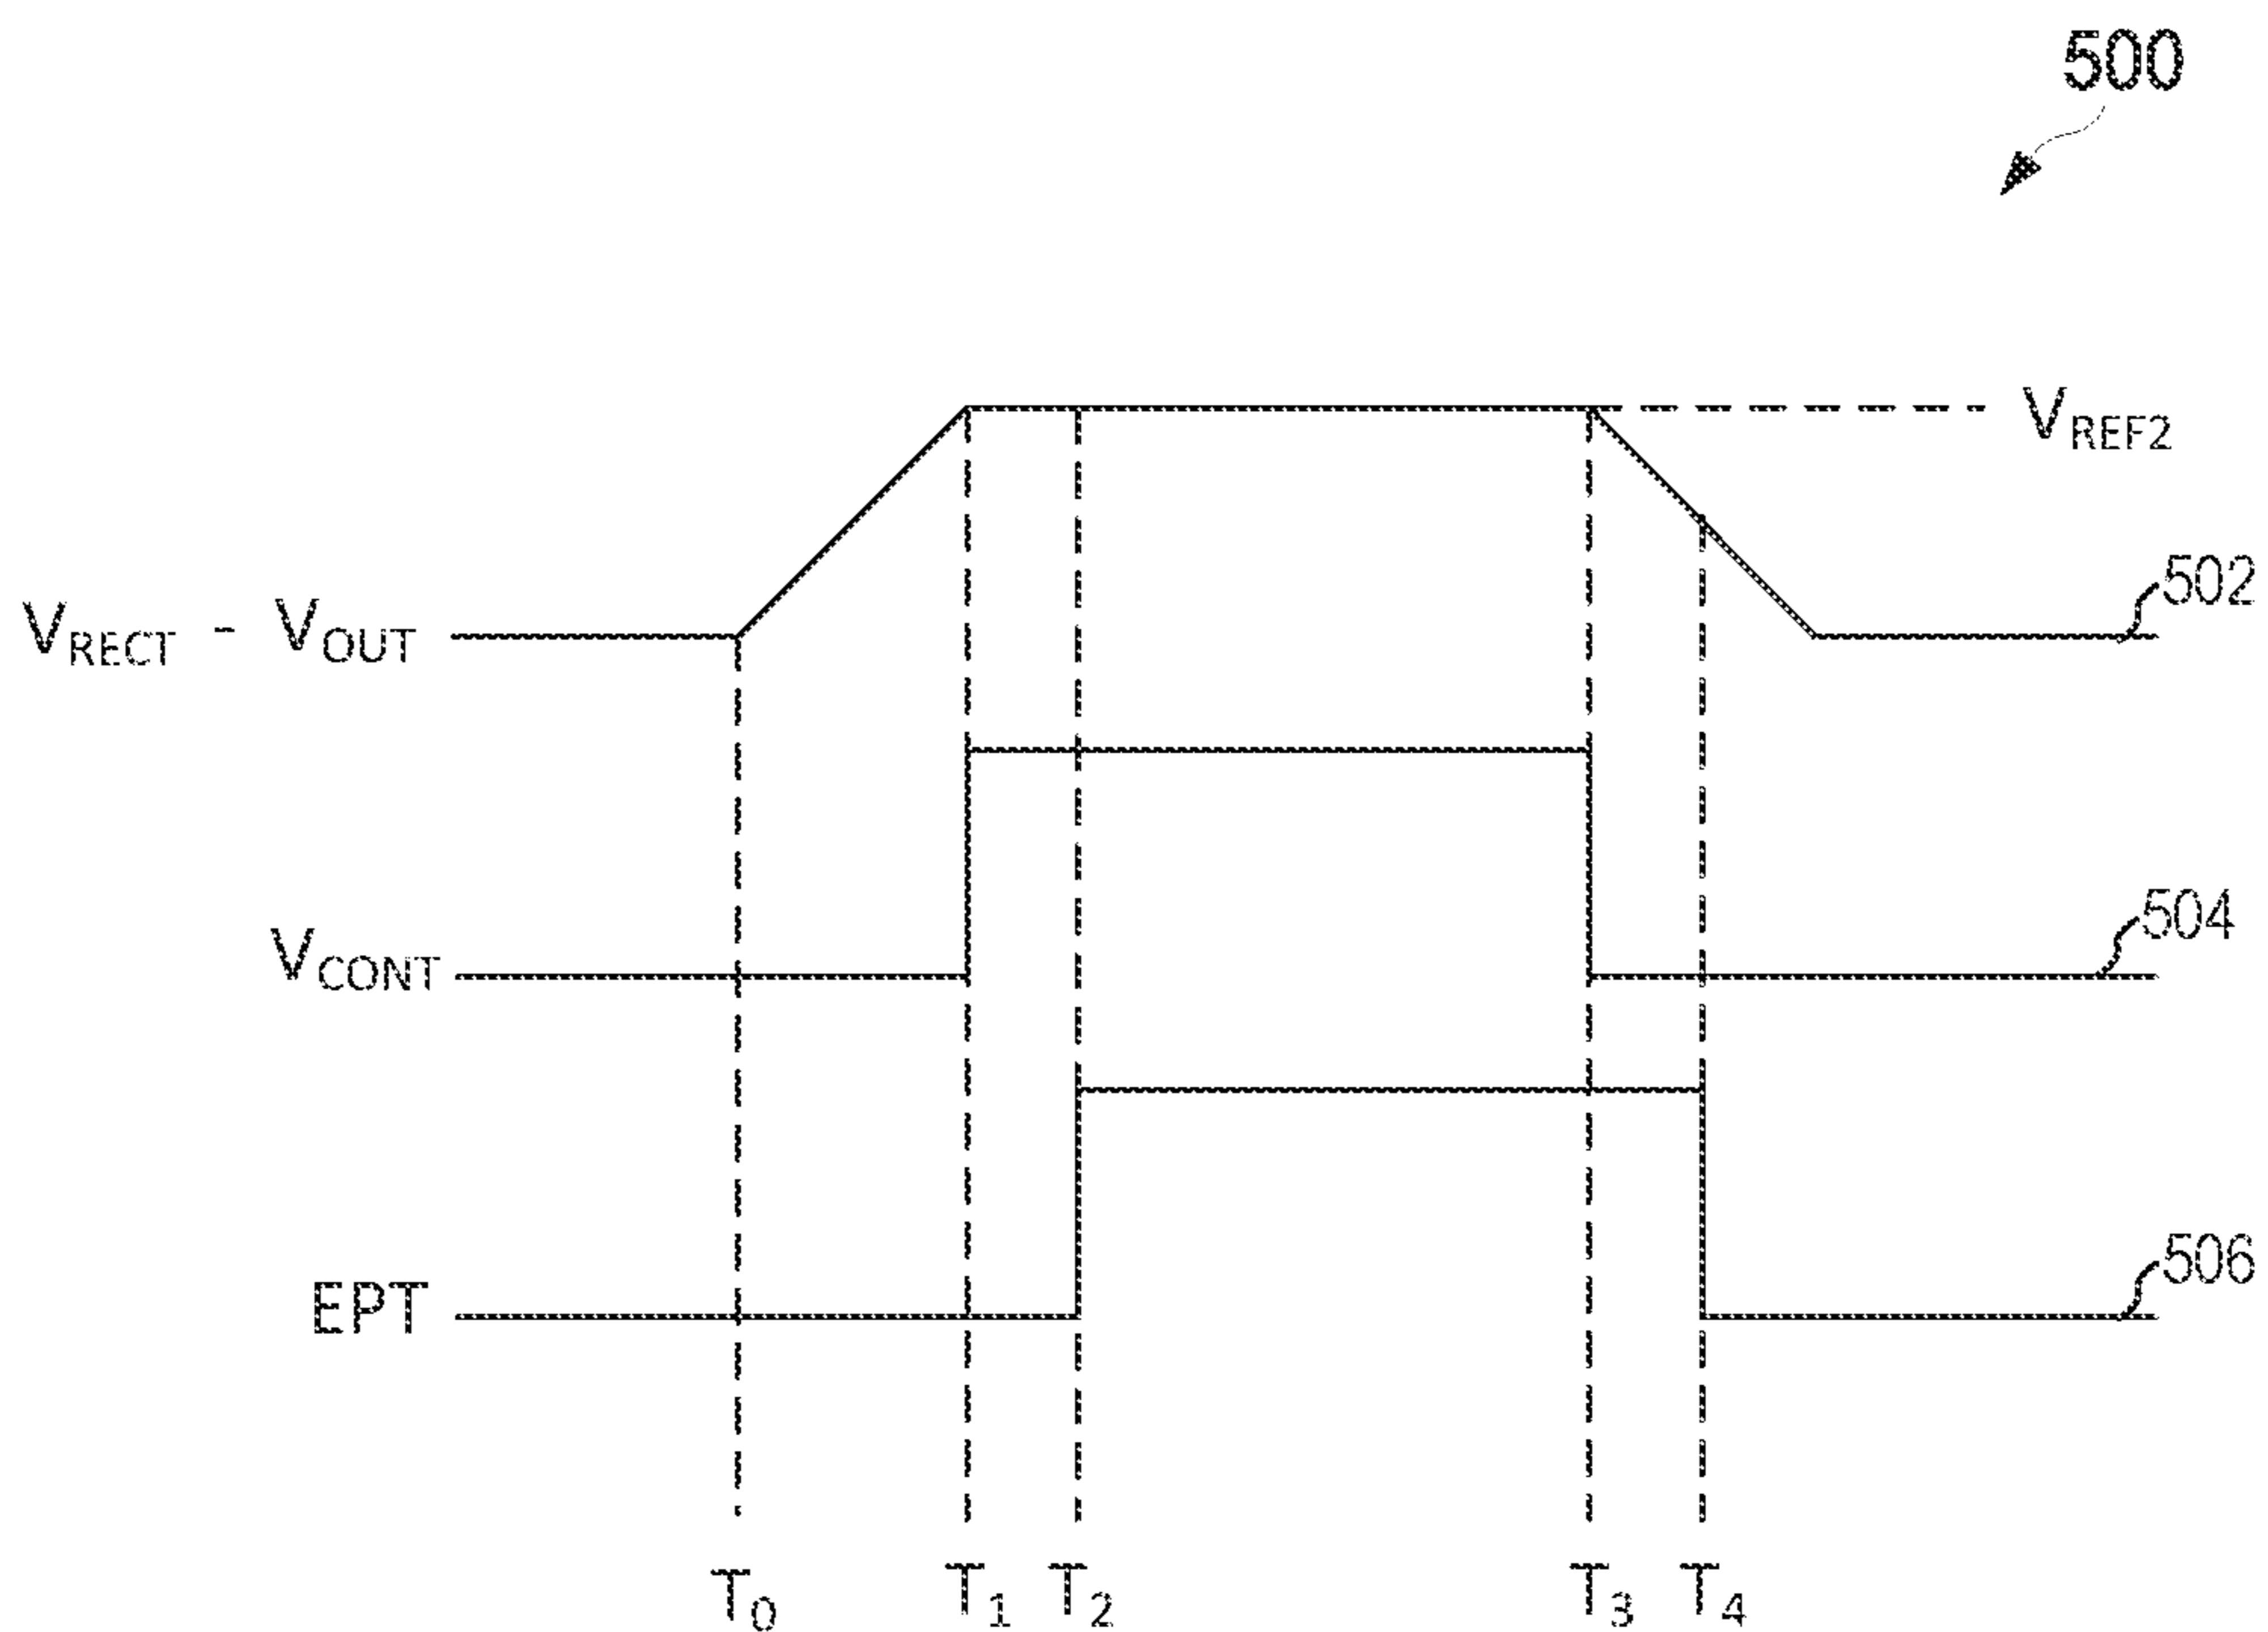 500
V_REF2
V_RECT - V_OUT
502
V_CONT
504
EPT
506
T_0 T_1 T_2 T_3 T_4